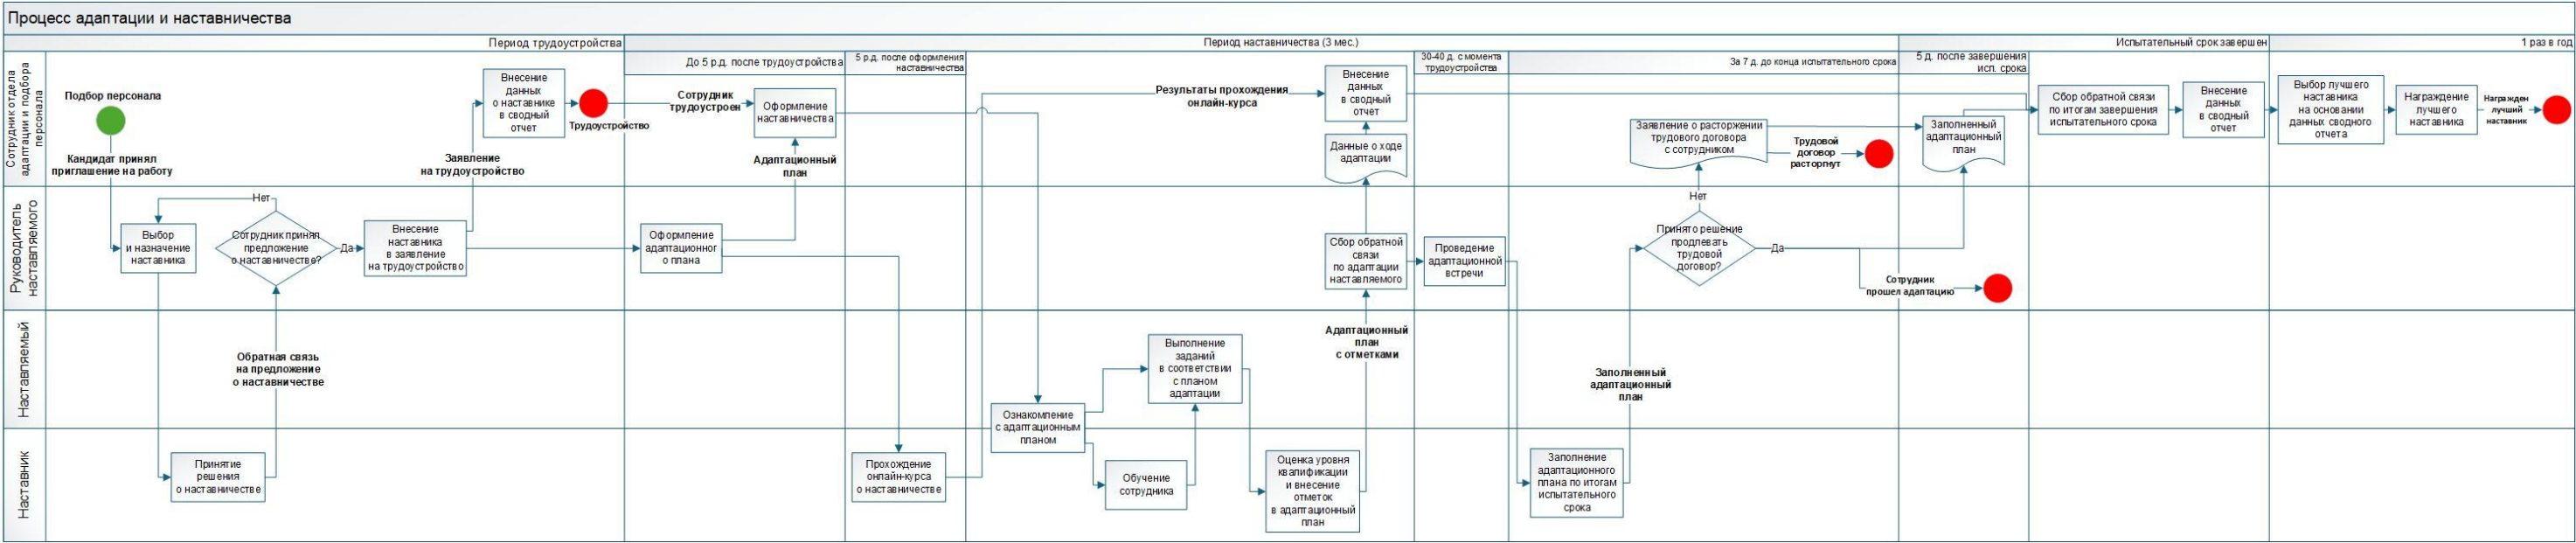 Процесс адаптации и наставничества
Период трудоустройства
Период наставничества (3 мес.)
Испытательный срок завершен
1 раз в год
До 5 р.д. после трудоустройства
5 р.д. после оформления
наставничества
30-40 д. с момента
трудоустройства
За 7 д. до конца испытательного срока
5 д. после завершения
исп. срока
Сотрудник отдела
адаптации и подбора
персонала
Подбор персонала
Кандидат принял
приглашение на работу
Внесение
данных
о наставнике
в сводный
отчет
Трудоустройство
Заявление
на трудоустройство
Сотрудник
трудоустроен
Оформление
наставничества
Адаптационный
план
Результаты прохождения
онлайн-курса
Внесение
данных
в сводный
отчет
Данные о ходе
адаптации
Заявление о расторжении
трудового договора
с сотрудником
Трудовой
договор
расторгнут
Заполненный
адаптационный
план
Сбор обратной связи
по итогам завершения
испытательного срока
Внесение
данных
в сводный
отчет
Выбор лучшего
наставника
на основании
данных сводного
отчета
Награждение
лучшего
наставника
Награжден
лучший
наставник
Руководитель
наставляемого
Выбор
и назначение
наставника
Нет
Сотрудник принял
предложение
о наставничестве?
Да
Внесение
наставника
в заявление
на трудоустройство
Оформление
адаптационног
о плана
Сбор обратной
связи
по адаптации
наставляемого
Проведение
адаптационной
встречи
Нет
Принято решение
продлевать
трудовой
договор?
Да
Сотрудник
прошел адаптацию
Наставляемый
Обратная связь
на предложение
о наставничестве
Ознакомление
с адаптационным
планом
Выполнение
заданий
в соответствии
с планом
адаптации
Адаптационный
план
с отметками
Заполненный
адаптационный
план
Наставник
Принятие
решения
о наставничестве
Прохождение
онлайн-курса
о наставничестве
Обучение
сотрудника
Оценка уровня
квалификации
и внесение
отметок
в адаптационный
план
Заполнение
адаптационного
плана по итогам
испытательного
срока